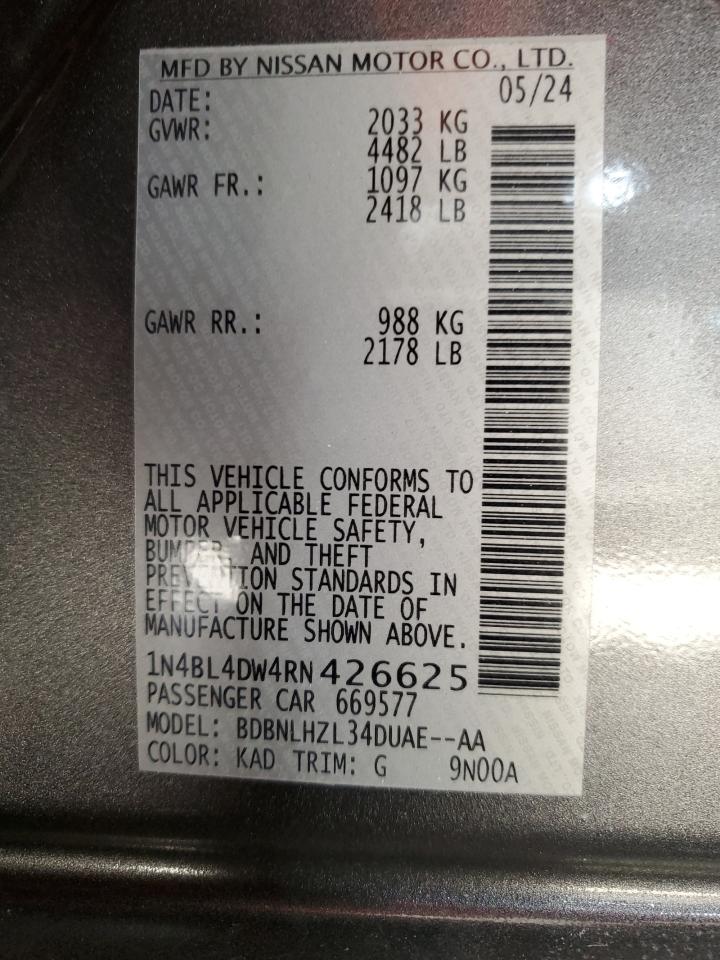 MFD BY NISSAN MOTOR CO., LTD.
DATE: 05/24
GVWR: 2033 KG
4482 LB
GAWR FR.: 1097 KG
2418 LB
GAWR RR.: 988 KG
2178 LB
THIS VEHICLE CONFORMS TO
ALL APPLICABLE FEDERAL
MOTOR VEHICLE SAFETY,
BUMPER, AND THEFT
PREVENTION STANDARDS IN
EFFECT ON THE DATE OF
MANUFACTURE SHOWN ABOVE.
1N4BL4DW4RN426625
PASSENGER CAR 669577
MODEL: BDBNLHZL34DUAE--AA
COLOR: KAD TRIM: G 9N00A